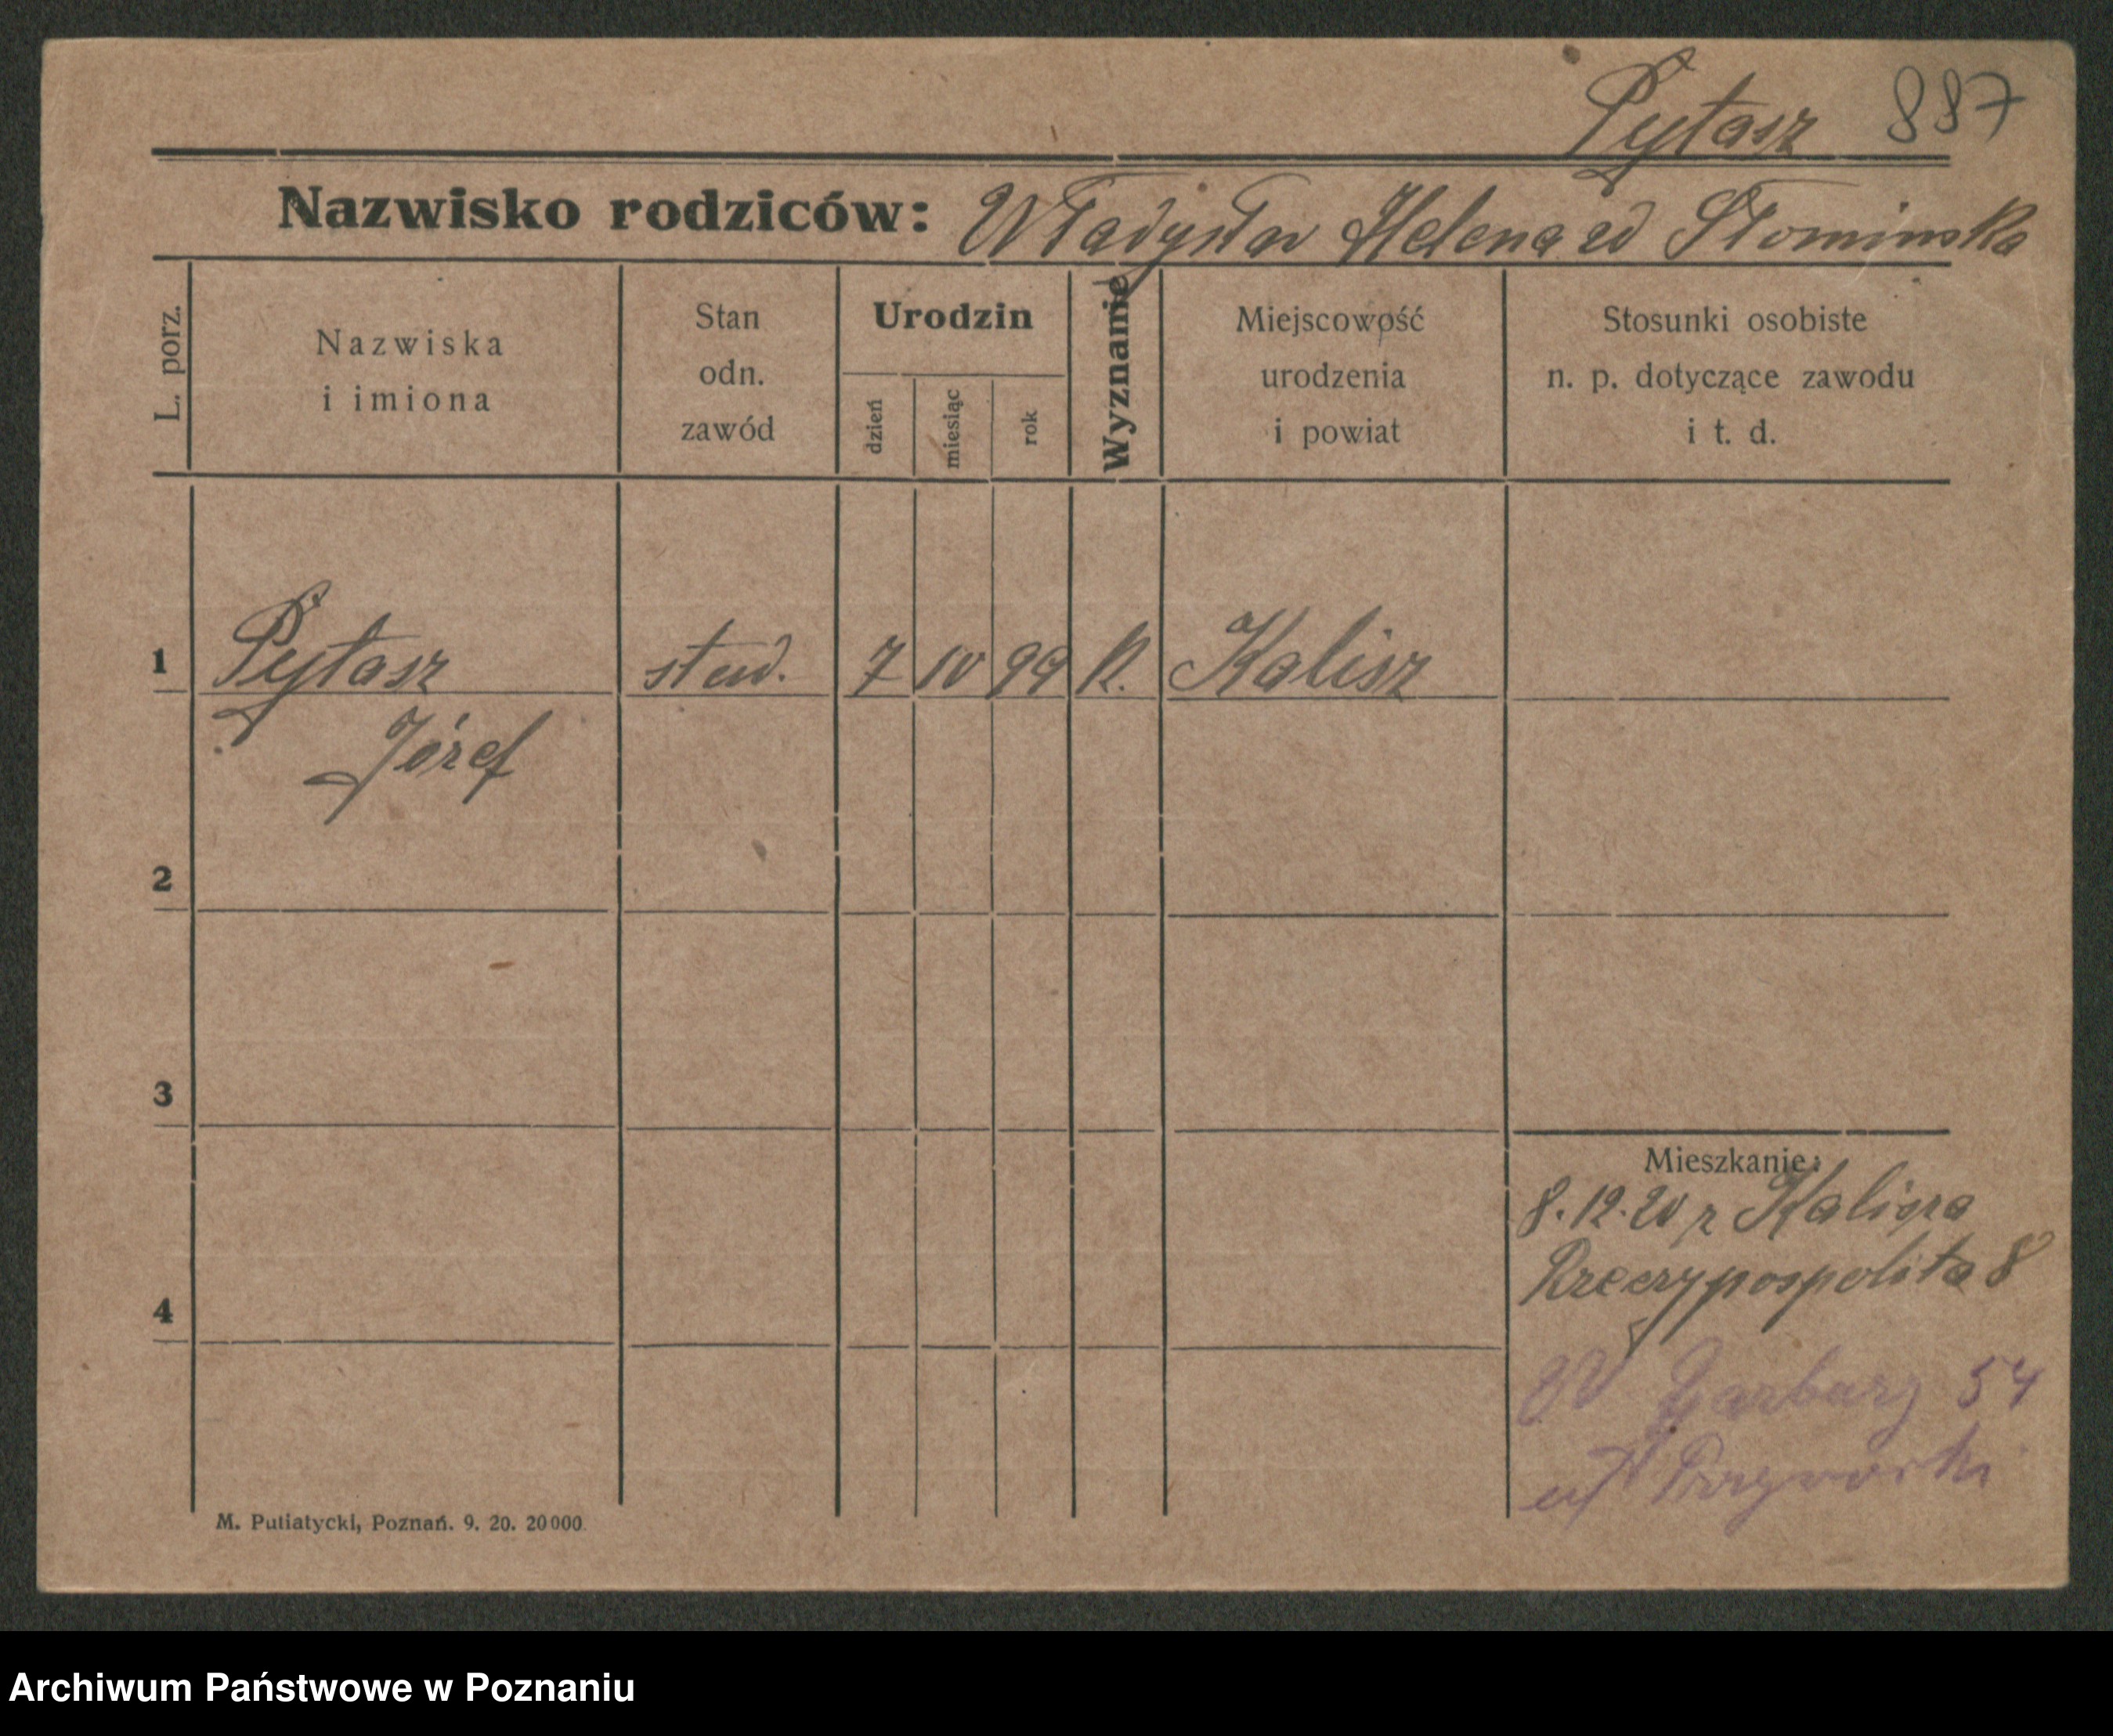 Pytasz 887
Nazwisko rodziców: Władysław Helena zd Słomińska
L. porz.
Nazwiska
i imiona
Stan
odn.
zawód
Urodzin
dzień
miesiąc
rok
Wyznanie
Miejscowość
urodzenia
i powiat
Stosunki osobiste
n. p. dotyczące zawodu
i t. d.
1 Pytasz stud. 7 IV 99 R. Kalisz
Józef
2
3
Mieszkanie:
8.12.20 z Kalisza
Rzeczypospolita 8
4
Garbary 54
M. Putiatycki, Poznań. 9. 20. 20000.
Archiwum Państwowe w Poznaniu